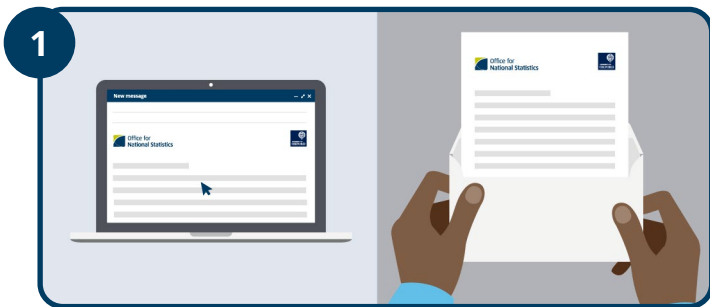 1
New message
Office for
National Statistics
Office for
National Statistics